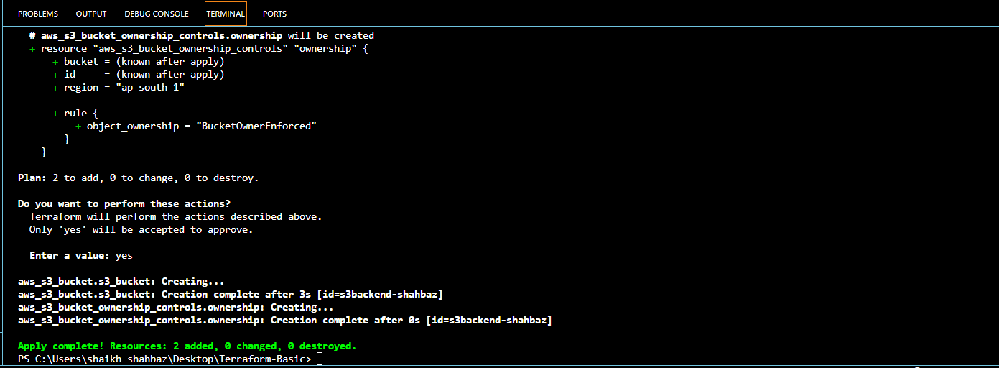 PROBLEMS OUTPUT DEBUG CONSOLE TERMINAL PORTS
# aws_s3_bucket_ownership_controls.ownership will be created
+ resource "aws_s3_bucket_ownership_controls" "ownership" {
+ bucket = (known after apply)
+ id     = (known after apply)
+ region = "ap-south-1"
+ rule {
+ object_ownership = "BucketOwnerEnforced"
}
}
Plan: 2 to add, 0 to change, 0 to destroy.
Do you want to perform these actions?
Terraform will perform the actions described above.
Only 'yes' will be accepted to approve.
Enter a value: yes
aws_s3_bucket.s3_bucket: Creating...
aws_s3_bucket.s3_bucket: Creation complete after 3s [id=s3backend-shahbaz]
aws_s3_bucket_ownership_controls.ownership: Creating...
aws_s3_bucket_ownership_controls.ownership: Creation complete after 0s [id=s3backend-shahbaz]
Apply complete! Resources: 2 added, 0 changed, 0 destroyed.
PS C:\Users\shaikh shahbaz\Desktop\Terraform-Basic>